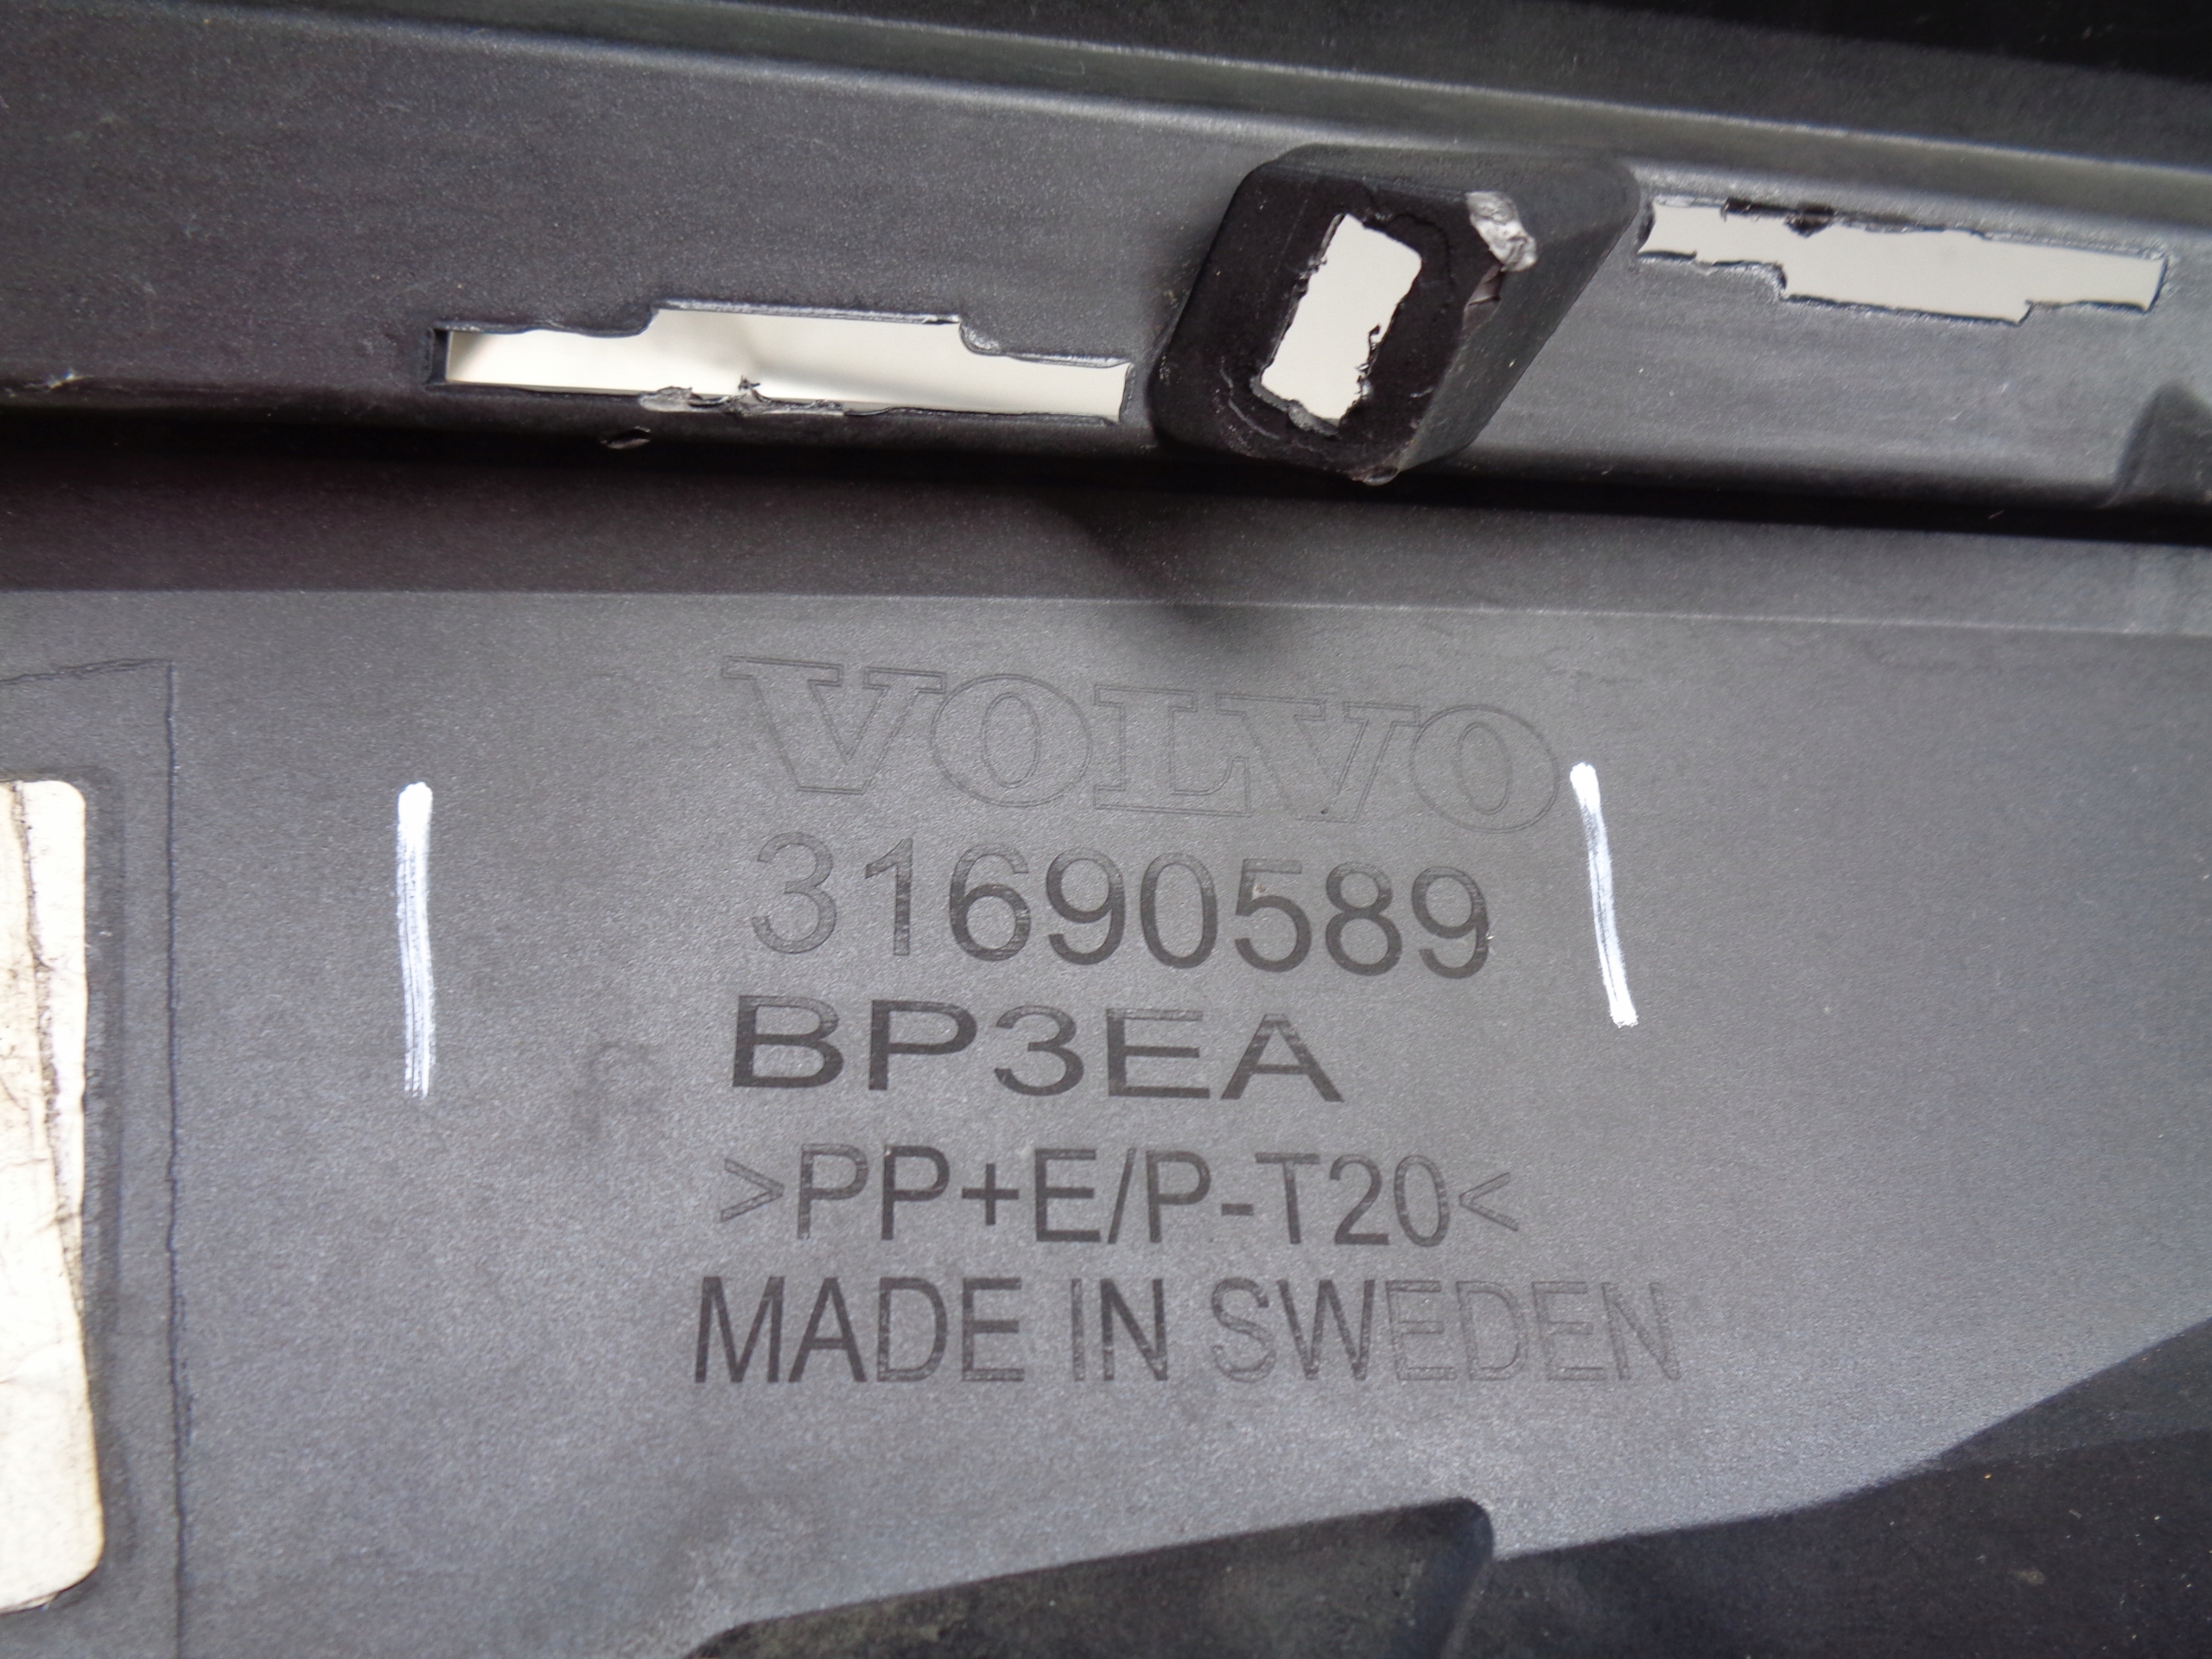 VOLVO
31690589
BP3EA
>PP+E/P-T20<
MADE IN SWEDEN